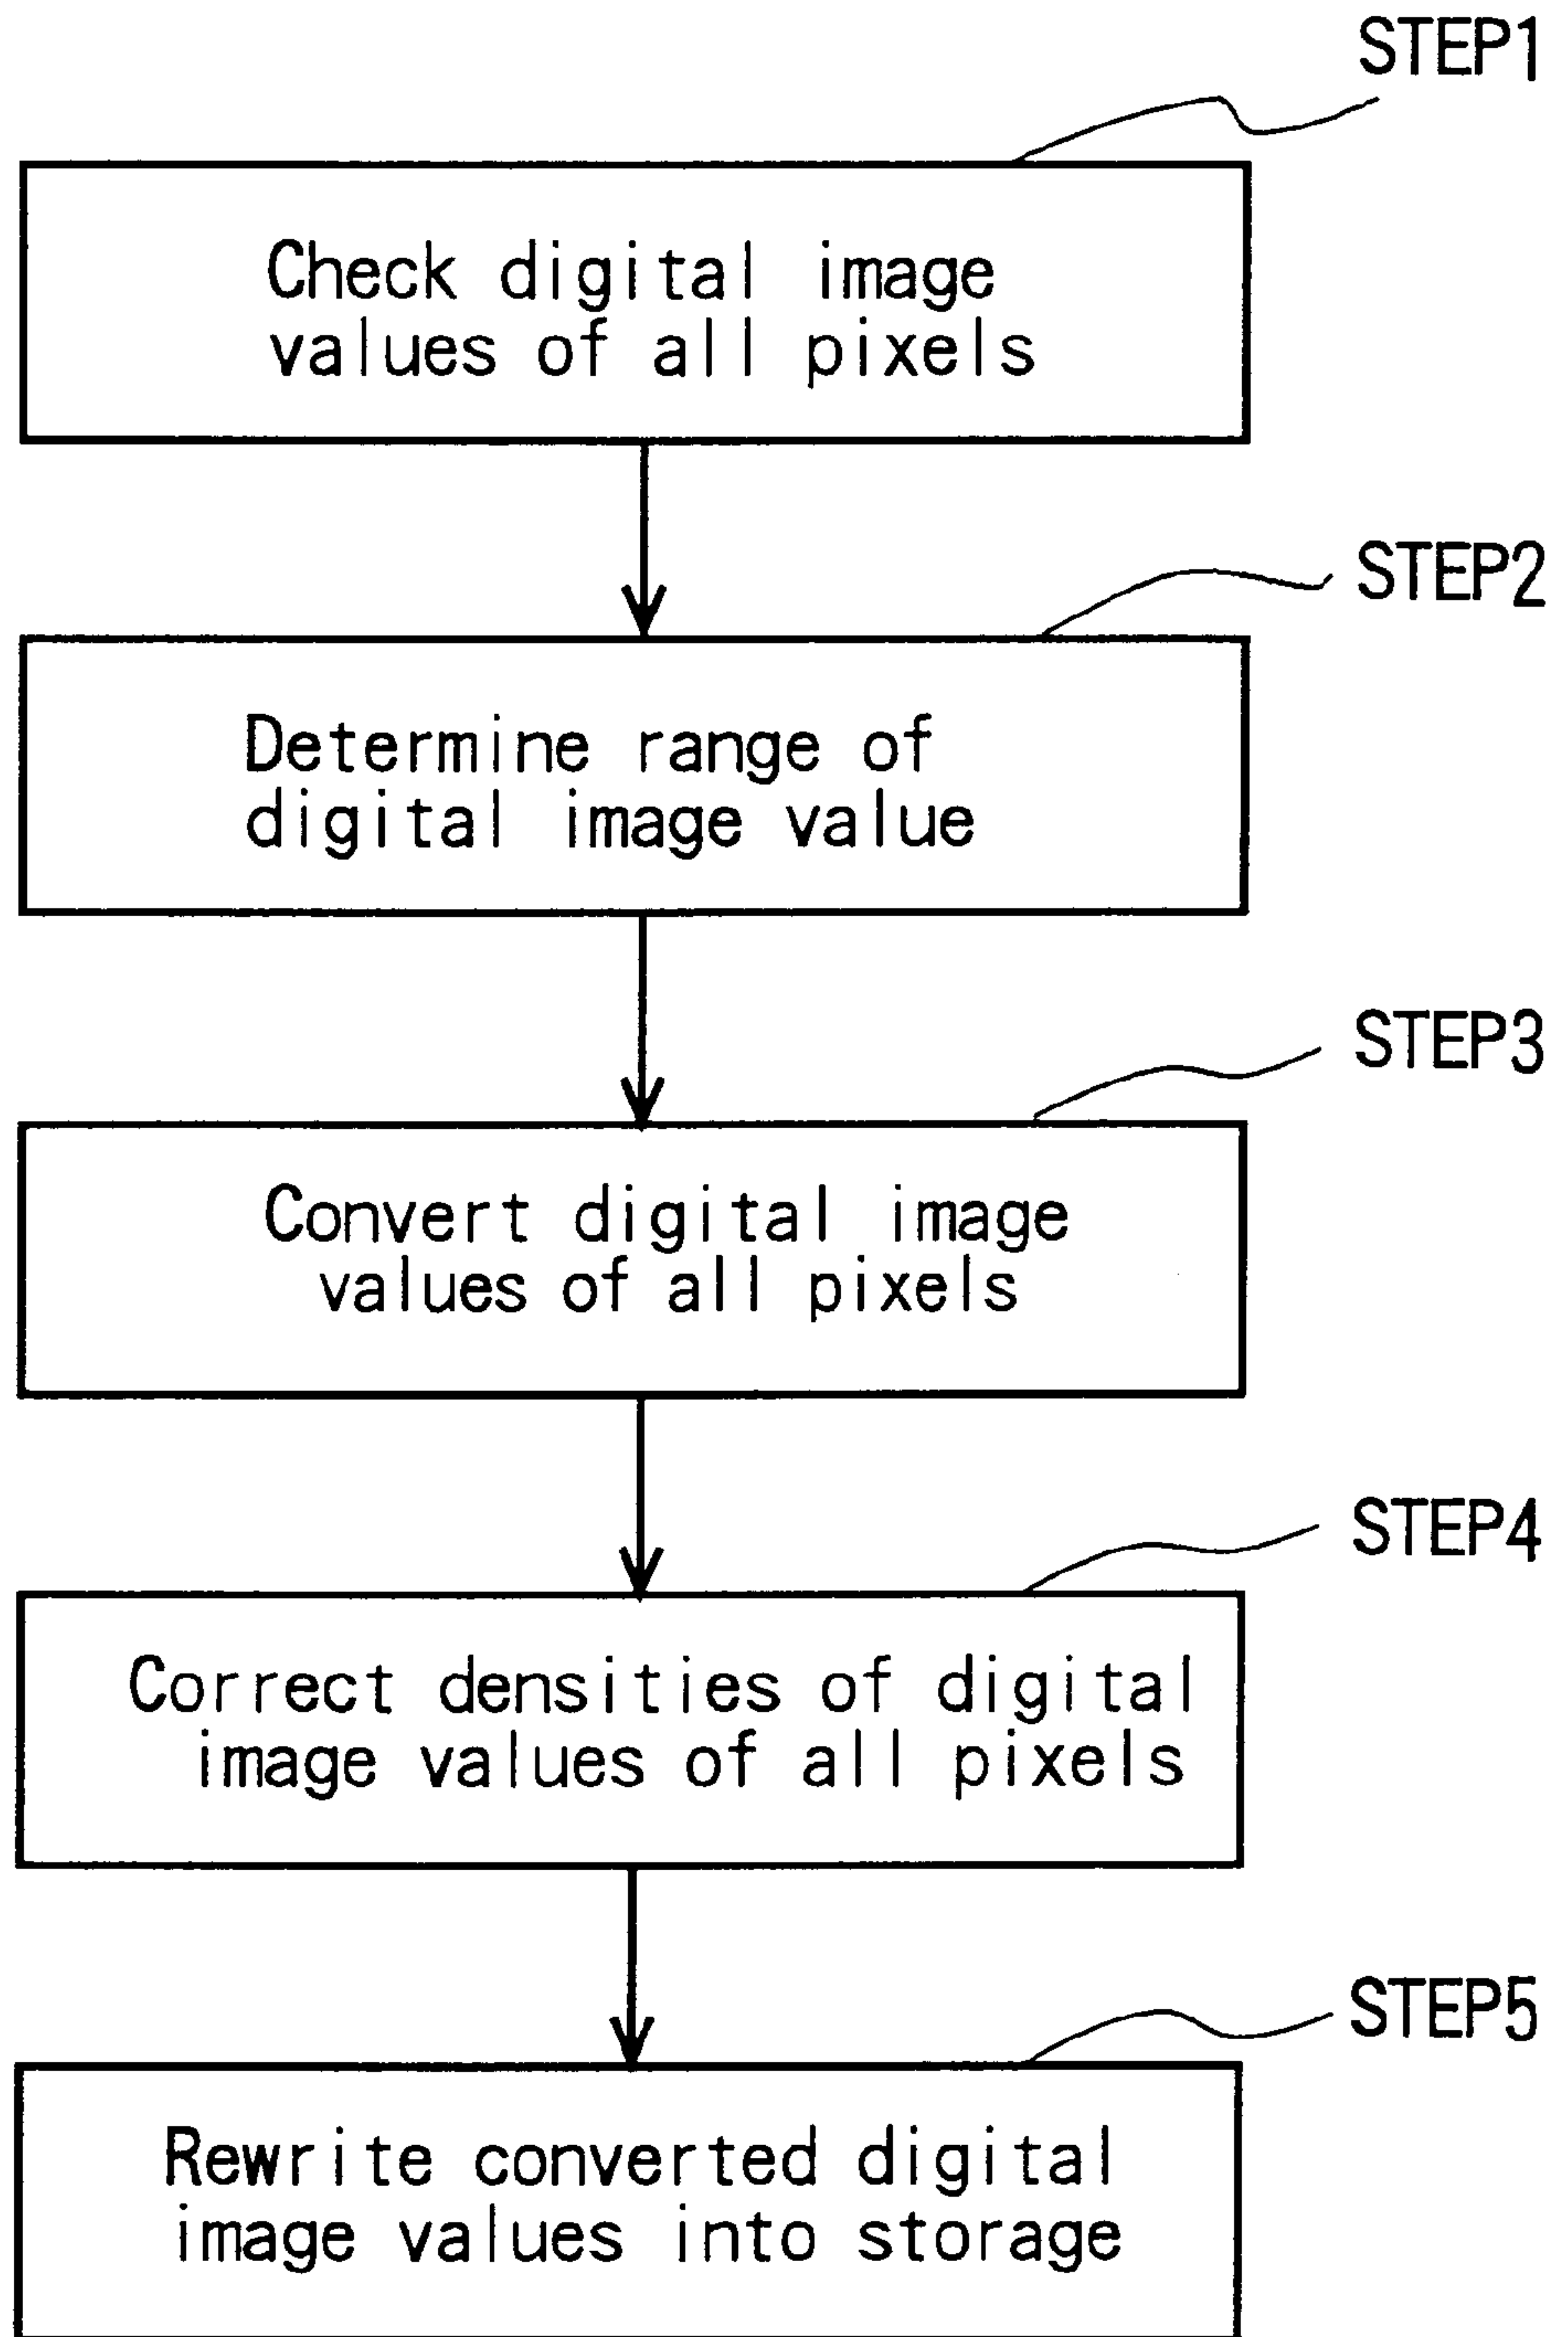 STEP1
Check digital image
values of all pixels
STEP2
Determine range of
digital image value
STEP3
Convert digital image
values of all pixels
STEP4
Correct densities of digital
image values of all pixels
STEP5
Rewrite converted digital
image values into storage